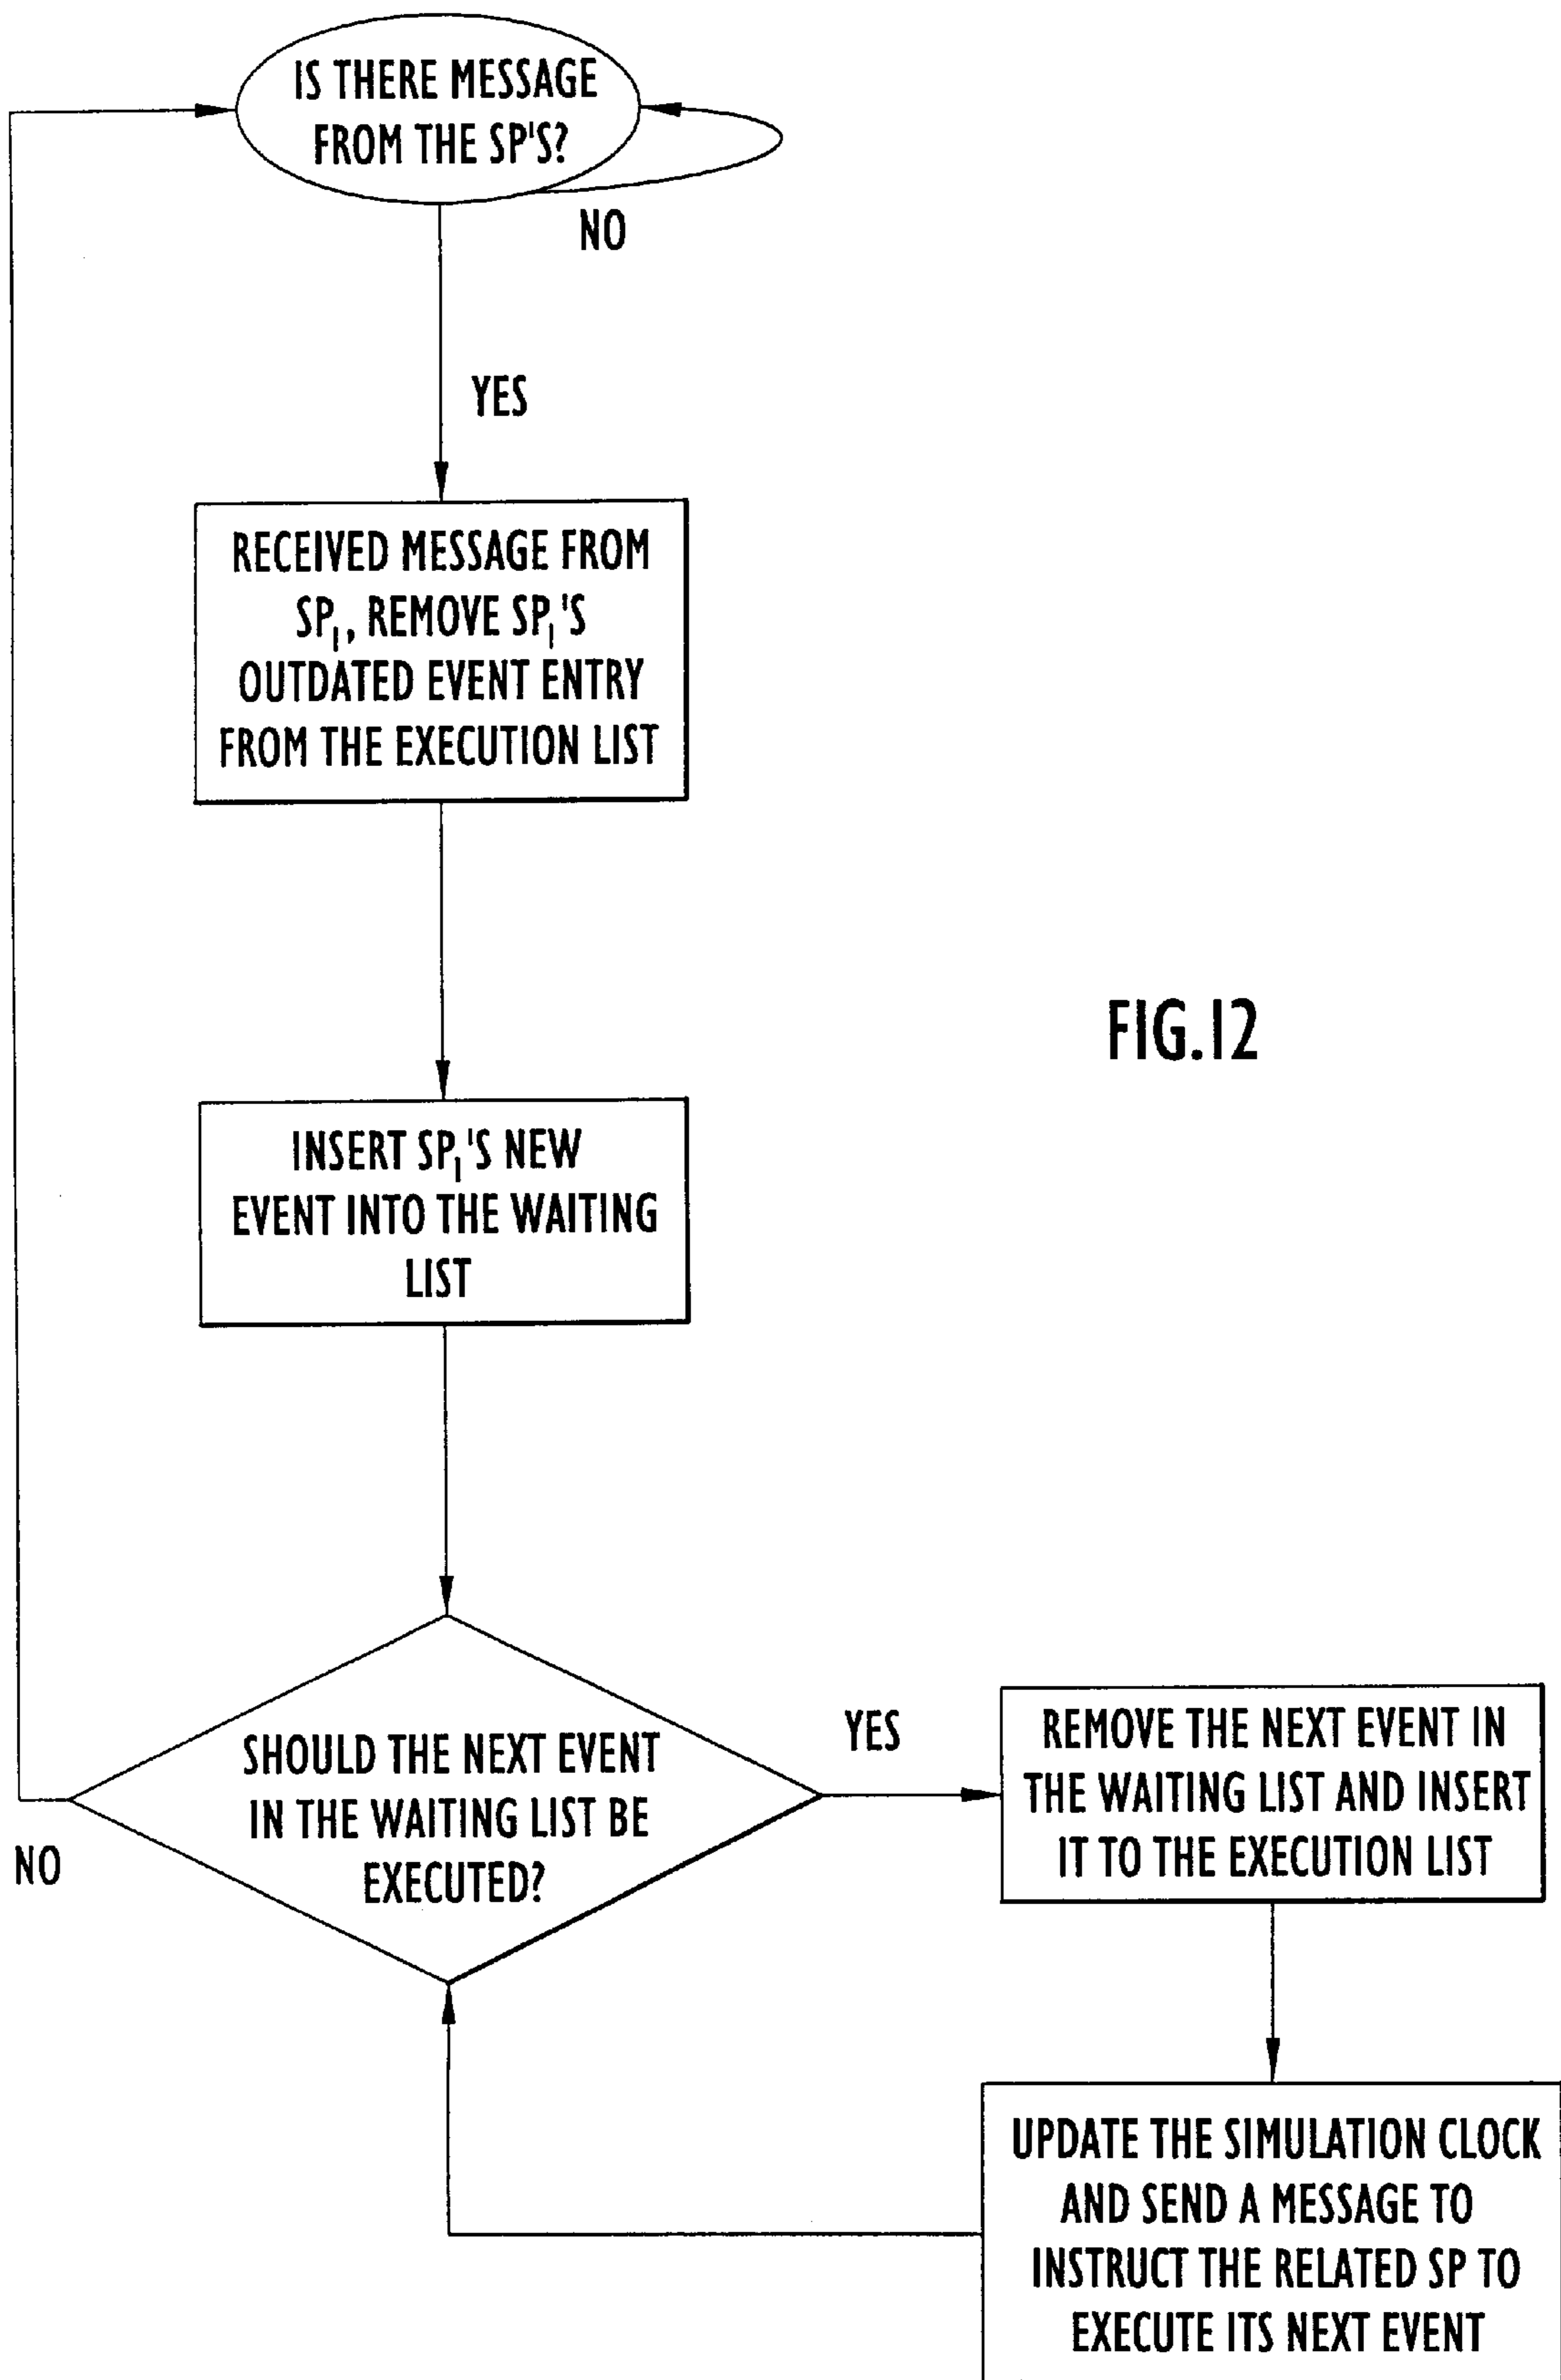 IS THERE MESSAGE
FROM THE SP'S?
NO
YES
RECEIVED MESSAGE FROM
SP₁, REMOVE SP₁'S
OUTDATED EVENT ENTRY
FROM THE EXECUTION LIST
FIG.12
INSERT SP₁'S NEW
EVENT INTO THE WAITING
LIST
SHOULD THE NEXT EVENT
IN THE WAITING LIST BE
EXECUTED?
NO
YES
REMOVE THE NEXT EVENT IN
THE WAITING LIST AND INSERT
IT TO THE EXECUTION LIST
UPDATE THE SIMULATION CLOCK
AND SEND A MESSAGE TO
INSTRUCT THE RELATED SP TO
EXECUTE ITS NEXT EVENT